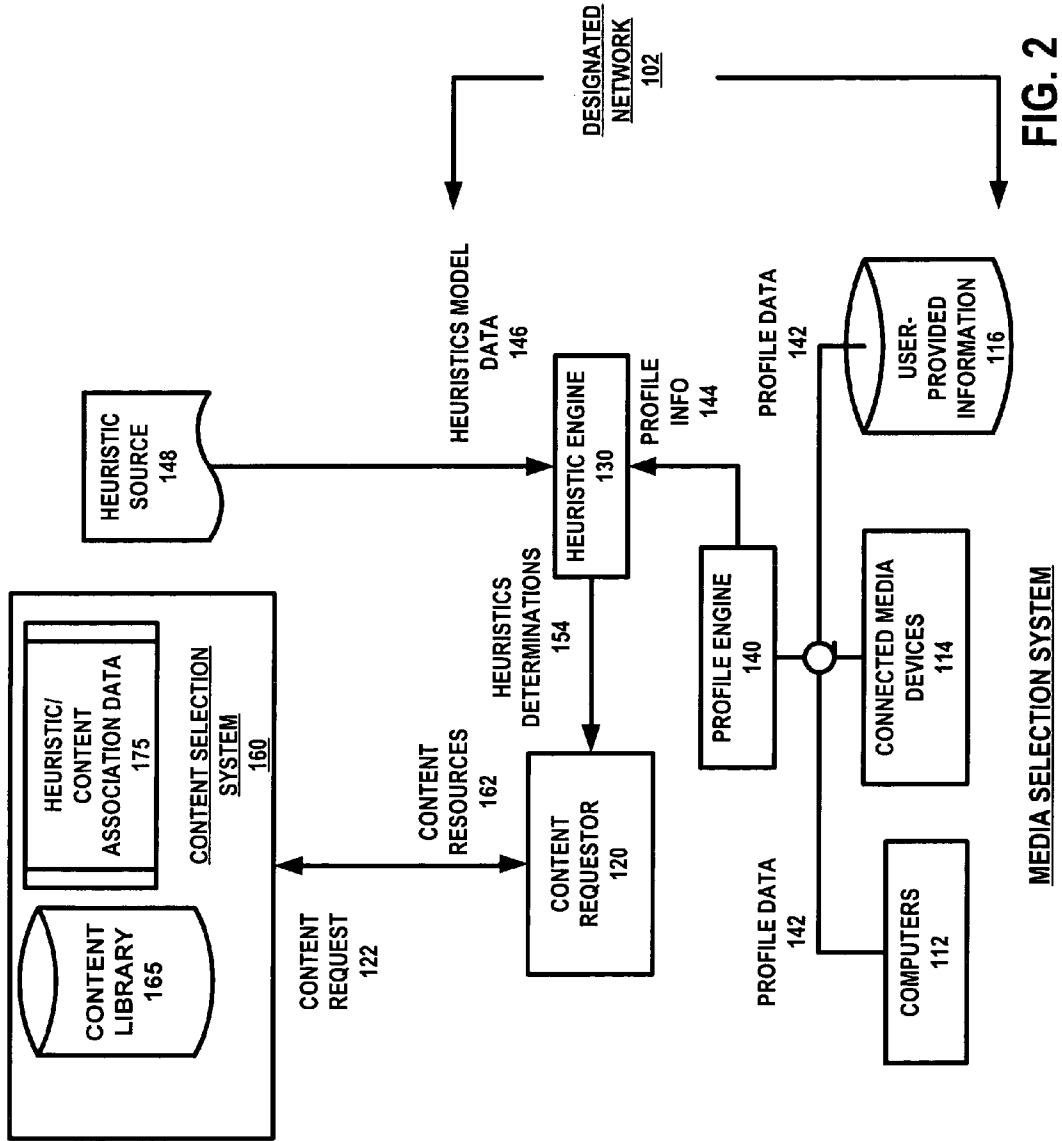 CONTENT
LIBRARY
165
HEURISTIC/
CONTENT
ASSOCIATION DATA
175
CONTENT SELECTION
SYSTEM 160
HEURISTIC
SOURCE
148
CONTENT
REQUEST
122
CONTENT
RESOURCES
162
HEURISTICS MODEL
DATA
146
DESIGNATED
NETWORK
102
CONTENT
REQUESTOR
120
HEURISTICS
DETERMINATIONS
154
HEURISTIC ENGINE
130
PROFILE
INFO
144
PROFILE ENGINE
140
PROFILE DATA
142
PROFILE DATA
142
COMPUTERS
112
CONNECTED MEDIA
DEVICES
114
USER-
PROVIDED
INFORMATION
116
MEDIA SELECTION SYSTEM
FIG. 2